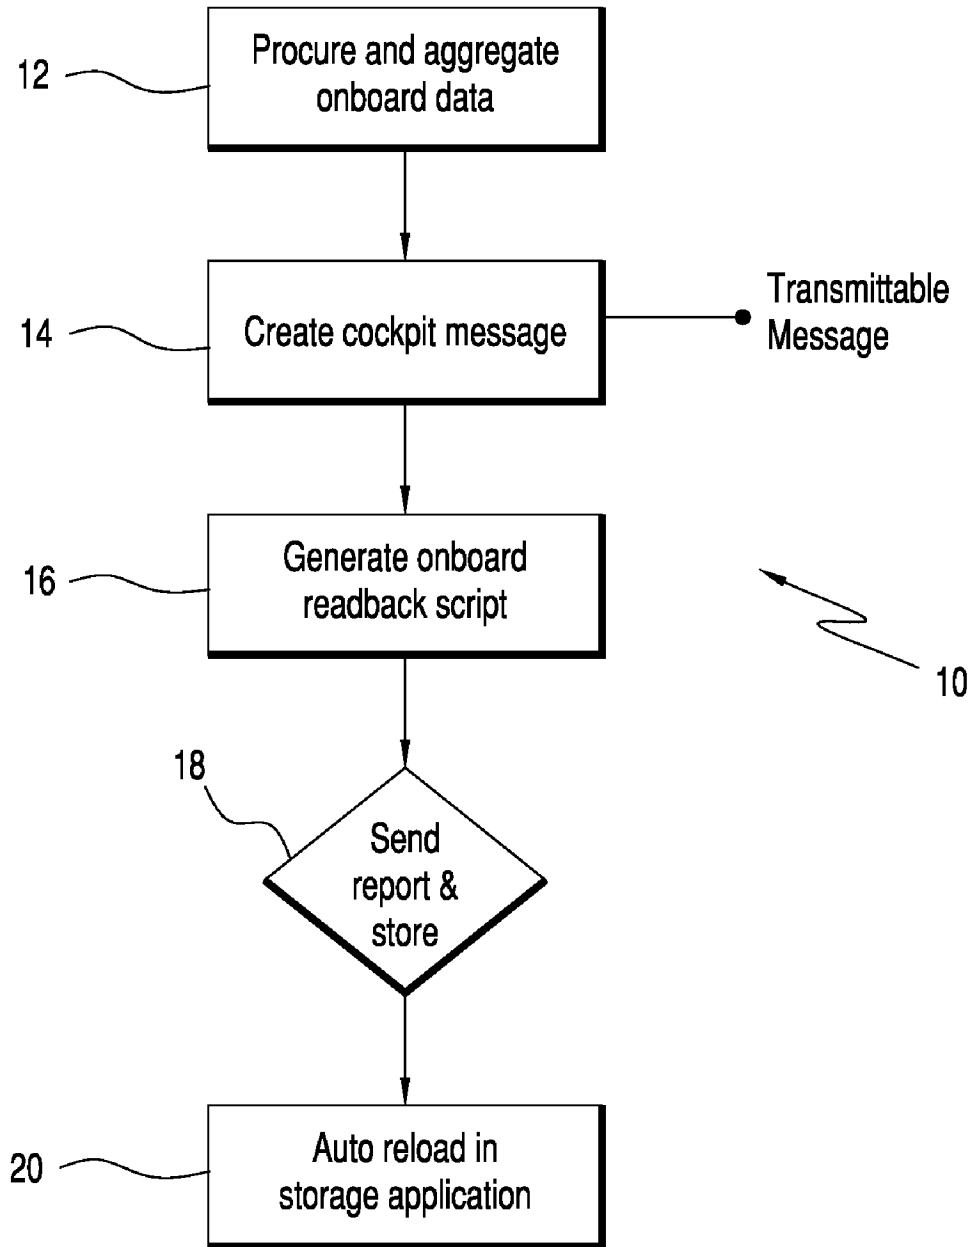 12
Procure and aggregate
onboard data
14
Create cockpit message
Transmittable
Message
16
Generate onboard
readback script
10
18
Send
report &
store
20
Auto reload in
storage application